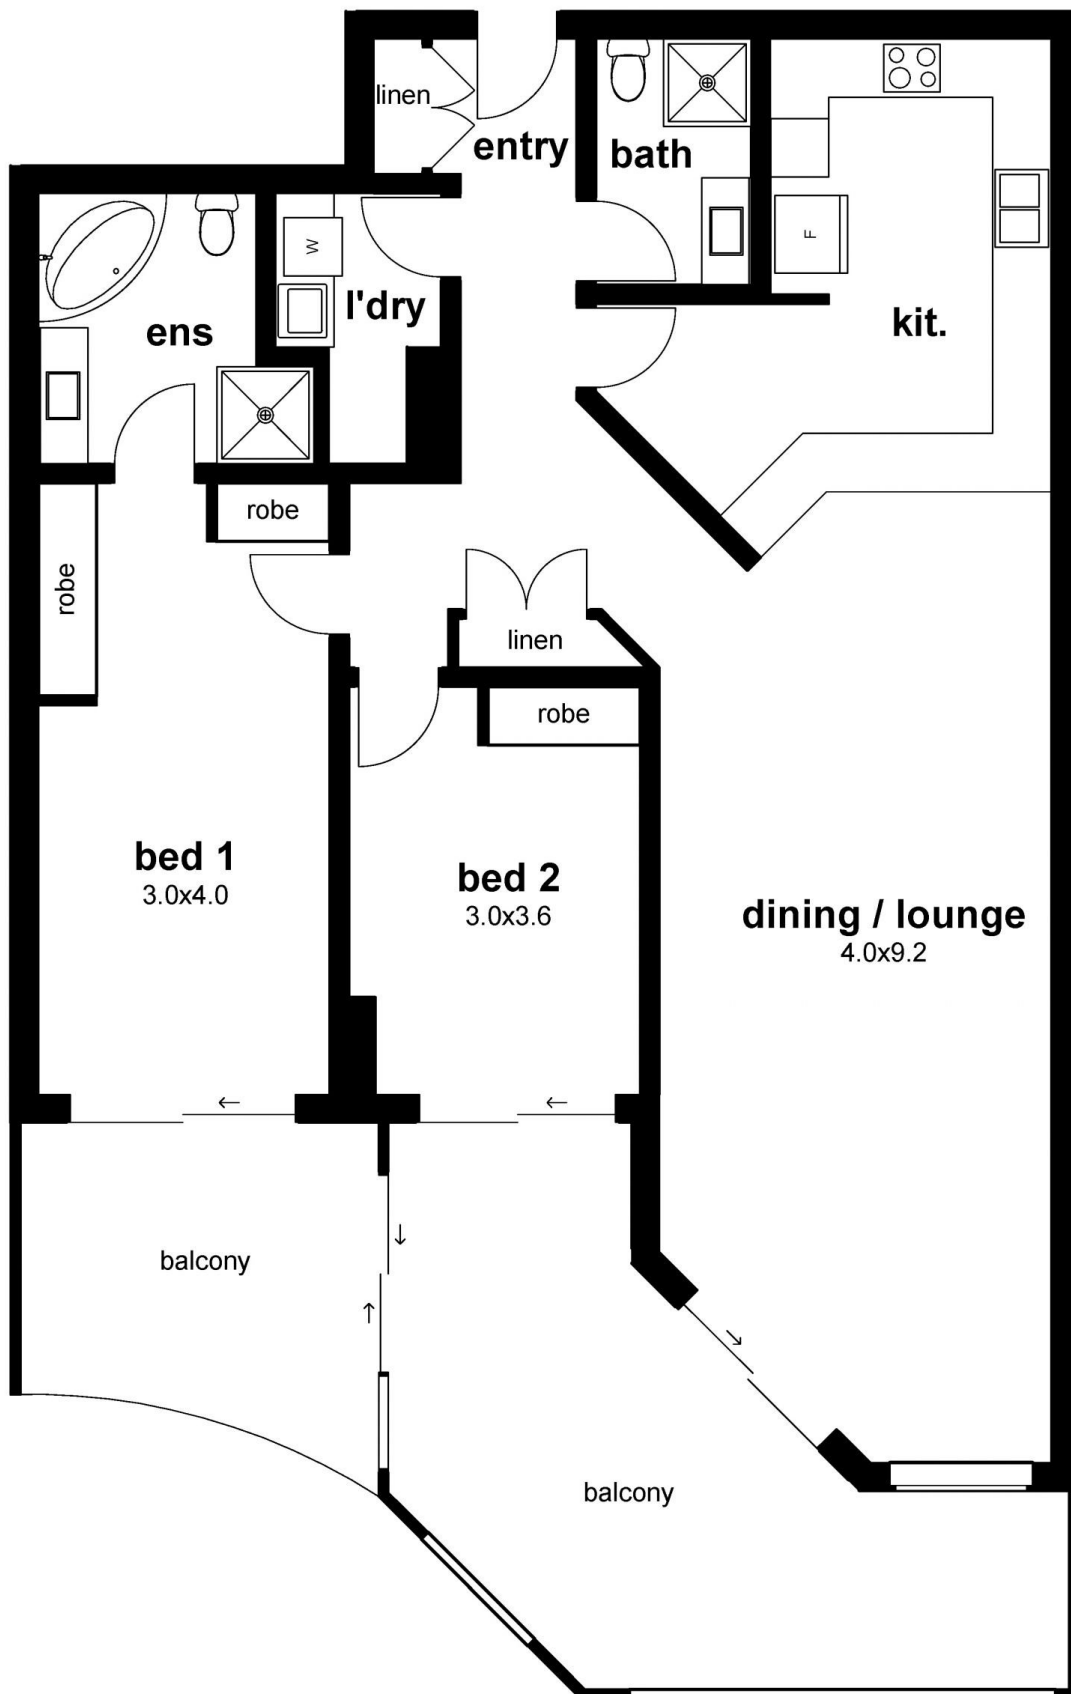 linen
entry
bath
W
F
l'dry
ens
kit.
robe
robe
linen
robe
bed 1
3.0x4.0
bed 2
3.0x3.6
dining / lounge
4.0x9.2
balcony
balcony